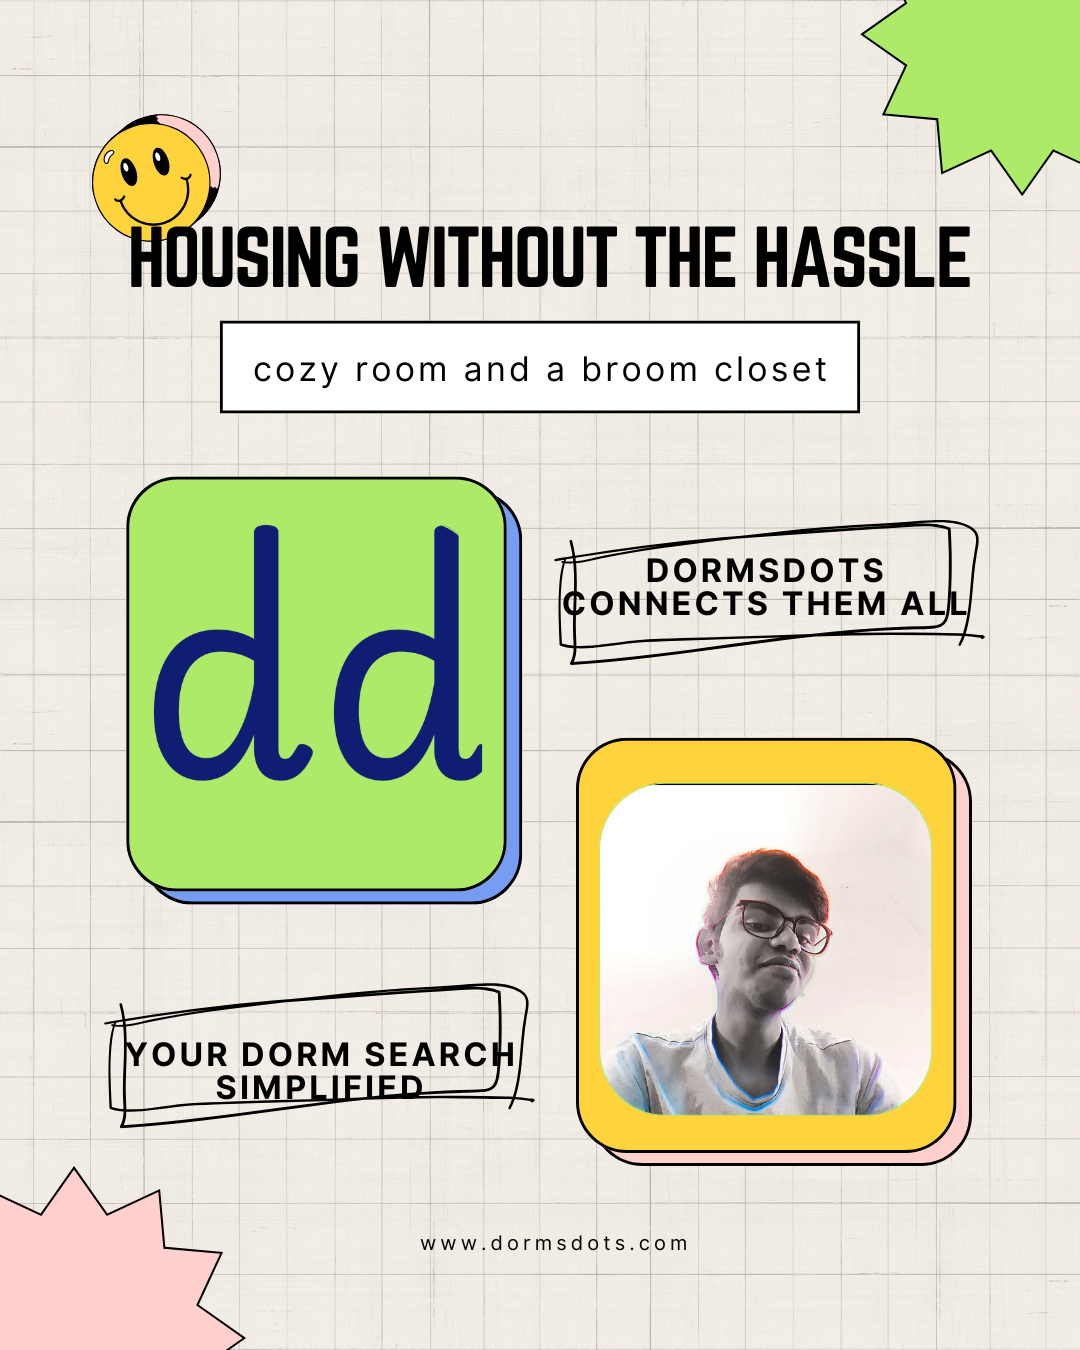 HOUSING WITHOUT THE HASSLE
cozy room and a broom closet
dd
DORMSDOTS
CONNECTS THEM ALL
YOUR DORM SEARCH
SIMPLIFIED
www.dormsdots.com